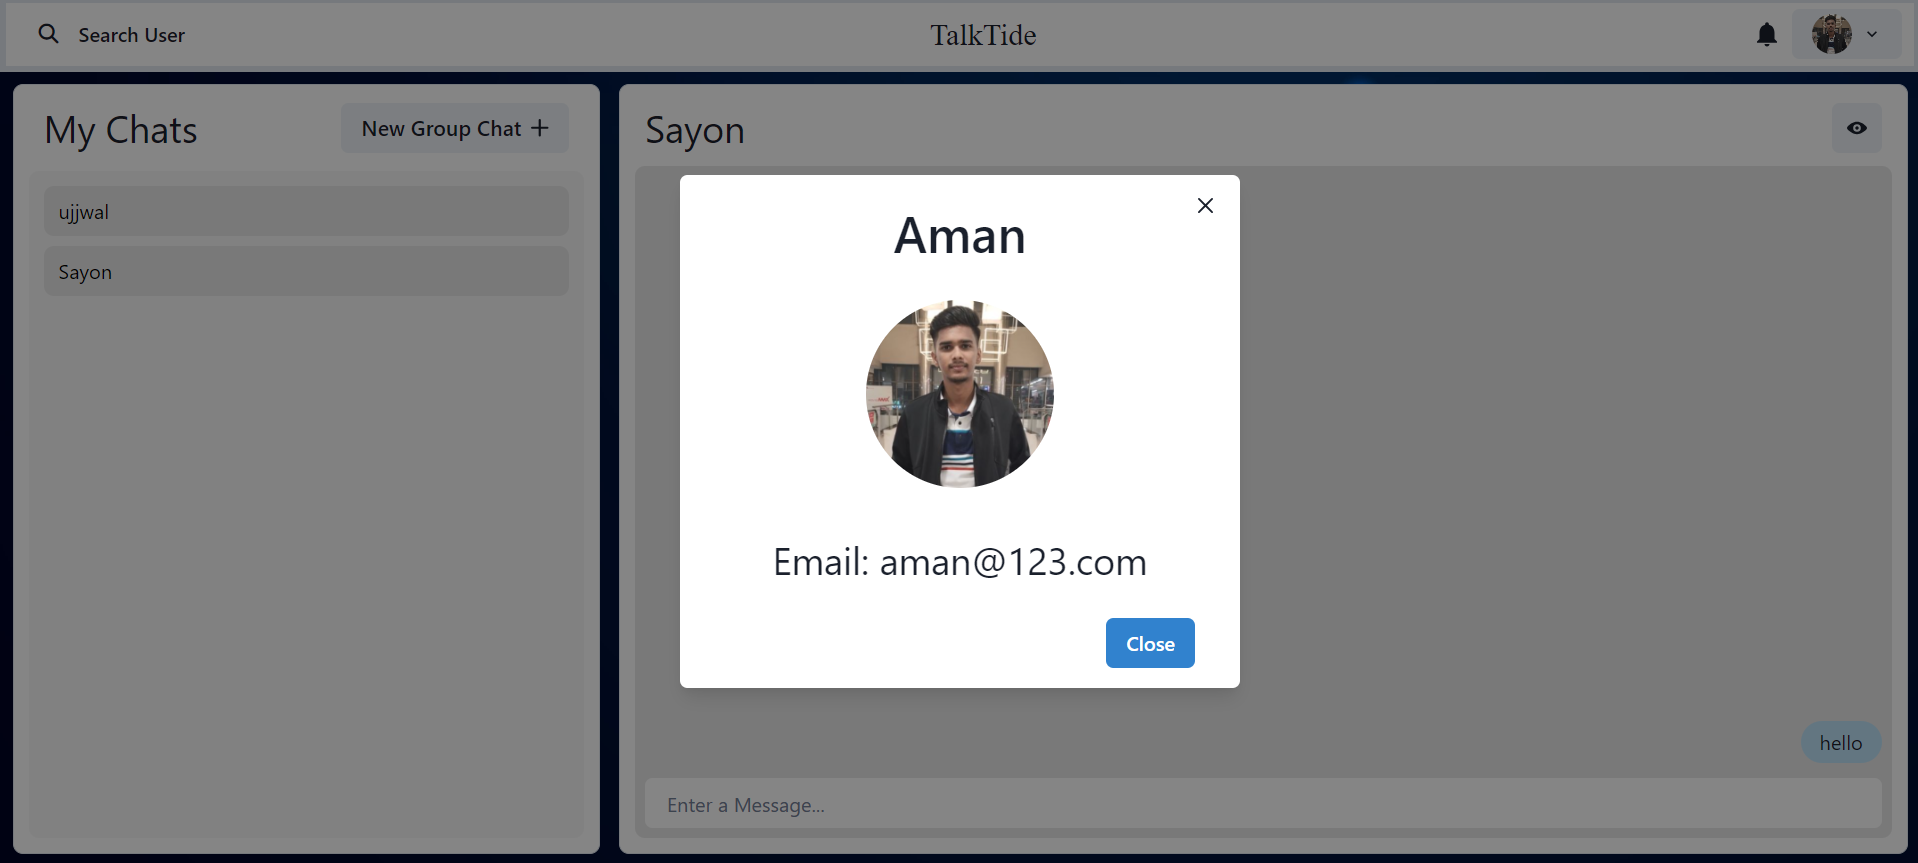 Search User
TalkTide
My Chats
New Group Chat +
ujjwal
Sayon
Sayon
Aman
Email: aman@123.com
Close
hello
Enter a Message...